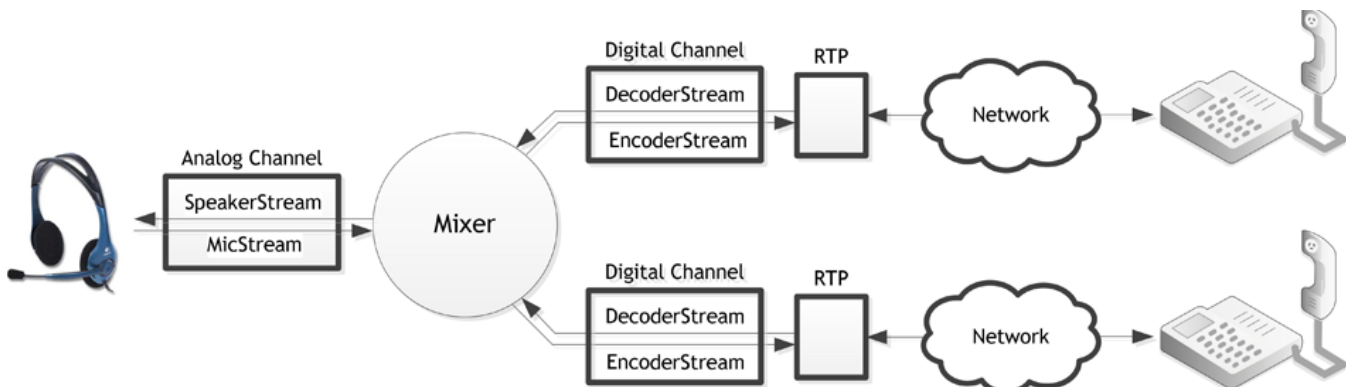 Digital Channel
RTP
DecoderStream
EncoderStream
Network
Analog Channel
SpeakerStream
MicStream
Mixer
Digital Channel
RTP
DecoderStream
EncoderStream
Network